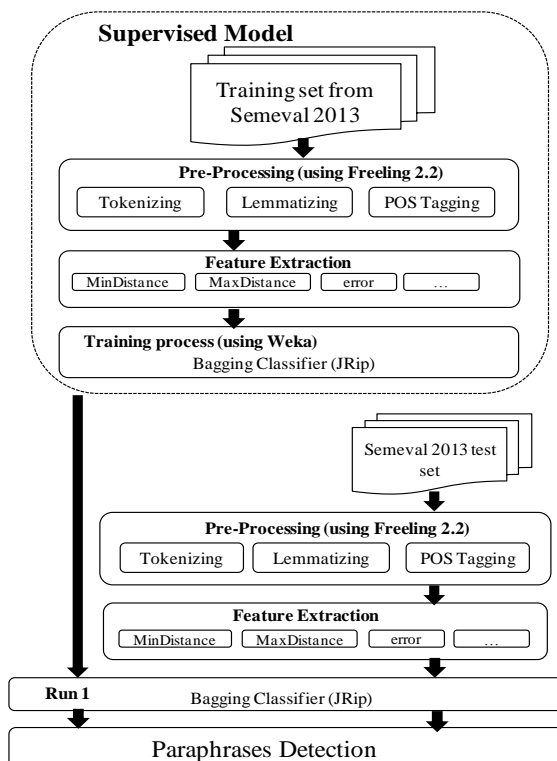 Supervised Model
Training set from
Semeval 2013
Pre-Processing (using Freeling 2.2)
Tokenizing Lemmatizing POS Tagging
Feature Extraction
MinDistance MaxDistance error ...
Training process (using Weka)
Bagging Classifier (JRip)
Semeval 2013 test
set
Pre-Processing (using Freeling 2.2)
Tokenizing Lemmatizing POS Tagging
Feature Extraction
MinDistance MaxDistance error ...
Run 1
Bagging Classifier (JRip)
Paraphrases Detection